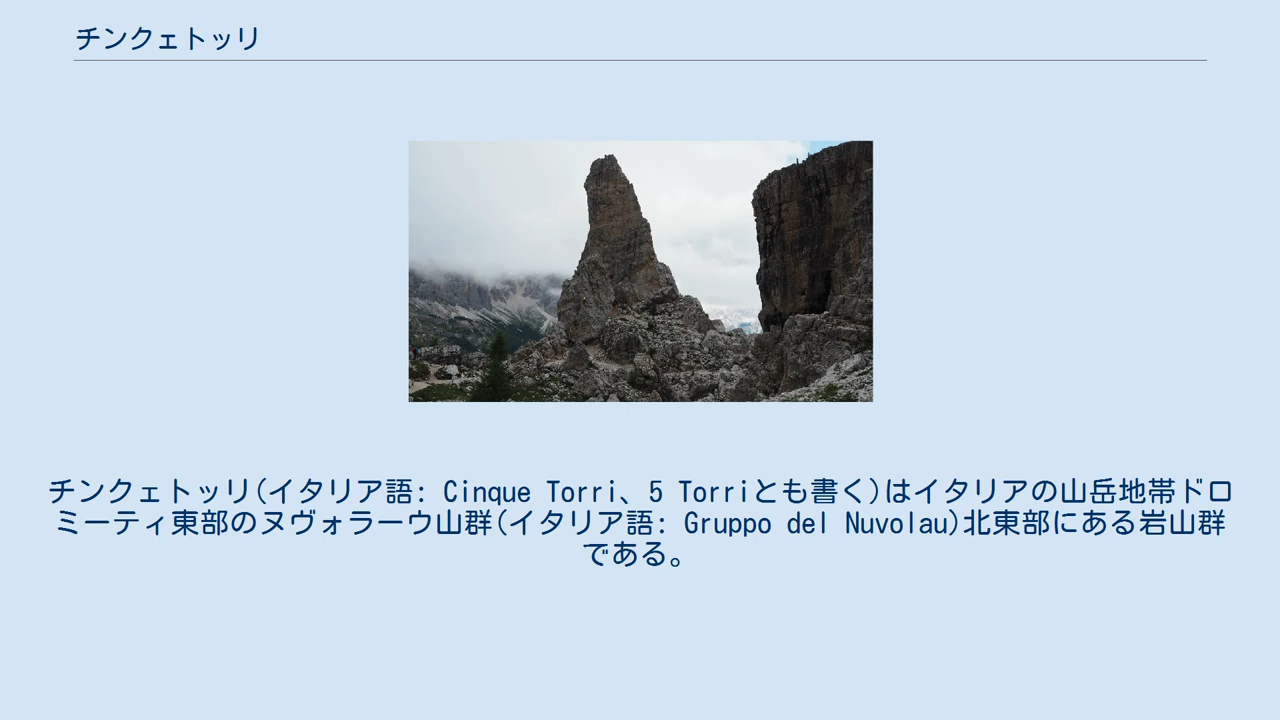 チンクェトッリ
チンクェトッリ(イタリア語: Cinque Torri、5 Torriとも書く)はイタリアの山岳地帯ドロ
ミーティ東部のヌヴォラーウ山群(イタリア語: Gruppo del Nuvolau)北東部にある岩山群
である。